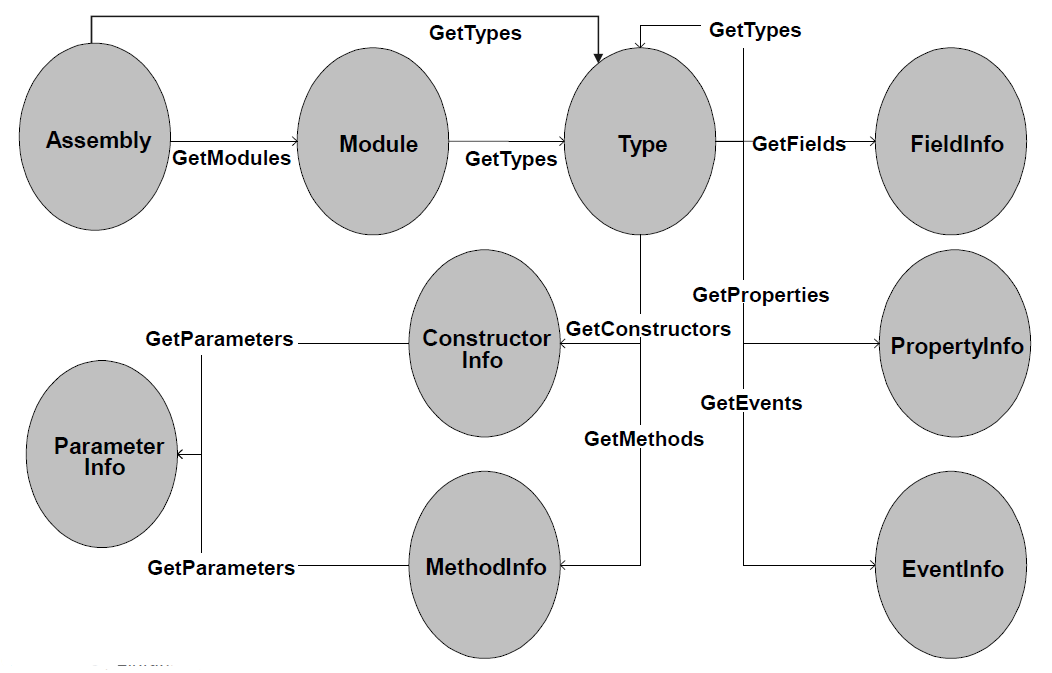 GetTypes
GetTypes
Assembly
Module
Type
FieldInfo
GetModules
GetTypes
GetFields
GetProperties
GetConstructors
GetParameters
Constructor
Info
PropertyInfo
GetEvents
GetMethods
Parameter
Info
GetParameters
MethodInfo
EventInfo